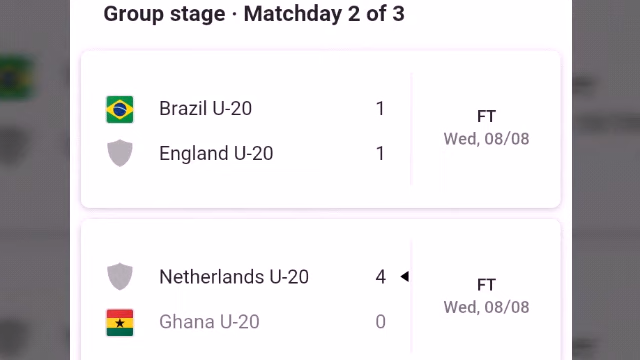 Group stage · Matchday 2 of 3
Brazil U-20 1
England U-20 1
FT
Wed, 08/08
Netherlands U-20 4
Ghana U-20 0
FT
Wed, 08/08